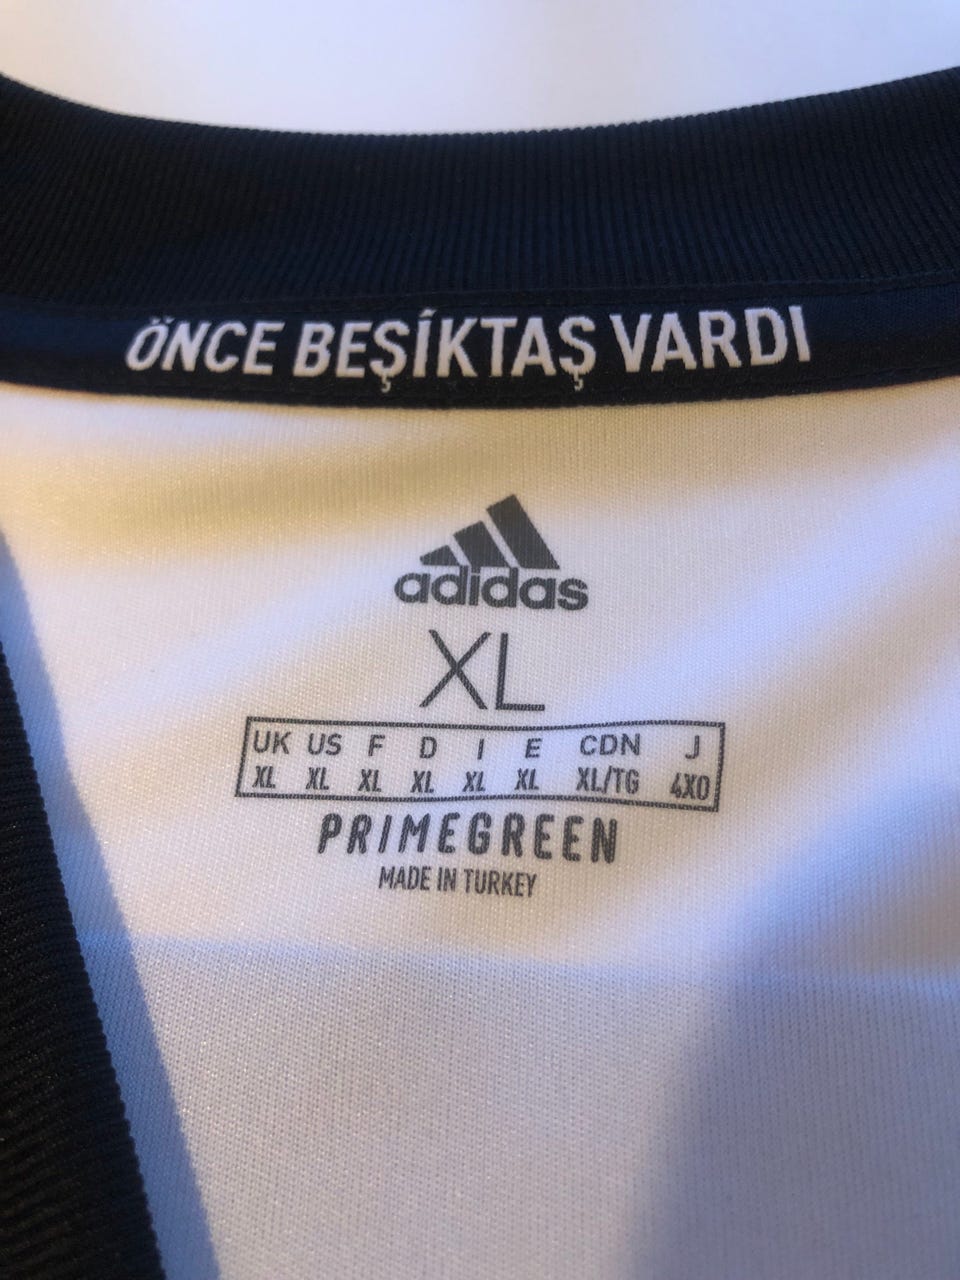 ÖNCE BEŞİKTAŞ VARDI
adidas
XL
UK US F D I E CDN J
XL XL XL XL XL XL XL/TG 4XO
PRIMEGREEN
MADE IN TURKEY